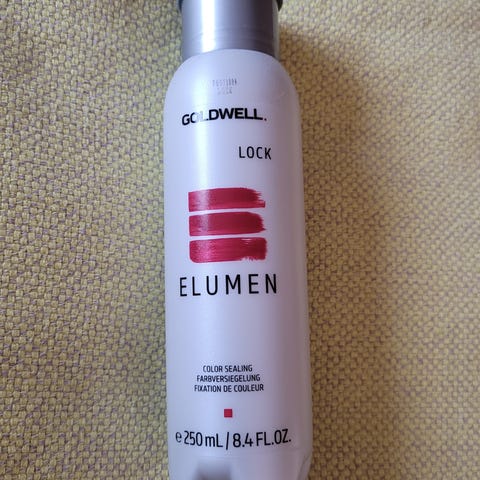 GOLDWELL.
LOCK
ELUMEN
COLOR SEALING
FARBVERSIEGELUNG
FIXATION DE COULEUR
℮ 250 mL / 8.4 FL.OZ.